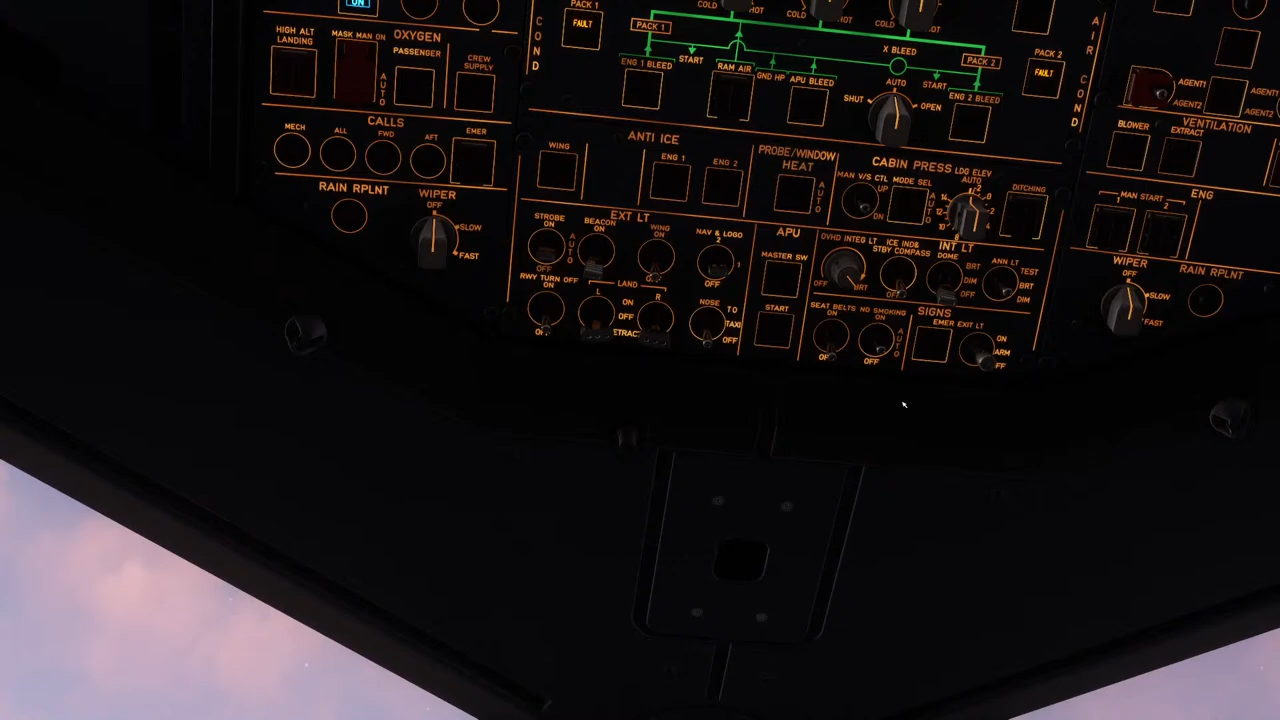 ON
PACK 1
FAULT
COLD HOT COLD HOT COLD HOT
PACK 1
HIGH ALT
LANDING
MASK MAN ON
OXYGEN
PASSENGER
CREW
SUPPLY
AUTO
COND
ENG 1 BLEED
START
RAM AIR
GND HP
APU BLEED
X BLEED
AUTO
SHUT
OPEN
START
PACK 2
ENG 2 BLEED
PACK 2
FAULT
AIR
COND
AGENT1
AGENT2
AGENT1
AGENT2
VENTILATION
BLOWER
EXTRACT
CALLS
MECH
ALL
FWD
AFT
EMER
RAIN RPLNT
WIPER
OFF
SLOW
FAST
ANTI ICE
WING
ENG 1
ENG 2
PROBE/WINDOW
HEAT
AUTO
CABIN PRESS
MAN V/S CTL
UP
DN
MODE SEL
AUTO
LDG ELEV
AUTO
DITCHING
MAN START
1
2
ENG
EXT LT
STROBE
ON
AUTO
OFF
BEACON
ON
OFF
WING
ON
NAV & LOGO
2
1
OFF
RWY TURN OFF
ON
LAND
L
R
ON
OFF
NOSE
TO
TAXI
OFF
APU
MASTER SW
START
OVHD INTEG LT
OFF
BRT
ICE IND&
STBY COMPASS
INT LT
DOME
BRT
DIM
OFF
ANN LT
TEST
BRT
DIM
SEAT BELTS
ON
OFF
NO SMOKING
ON
AUTO
OFF
SIGNS
EMER EXIT LT
ON
ARM
WIPER
OFF
SLOW
FAST
RAIN RPLNT